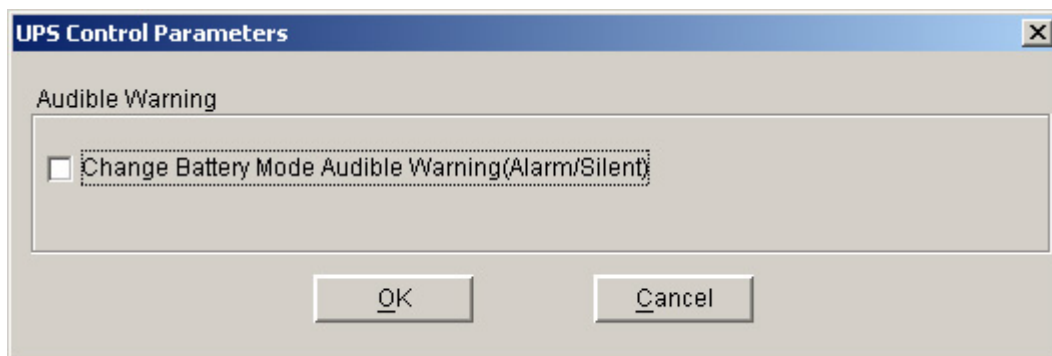 UPS Control Parameters
Audible Warning
Change Battery Mode Audible Warning(Alarm/Silent)
OK
Cancel